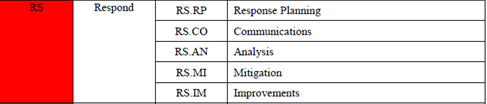 RS Respond RS.RP Response Planning
RS.CO Communications
RS.AN Analysis
RS.MI Mitigation
RS.IM Improvements